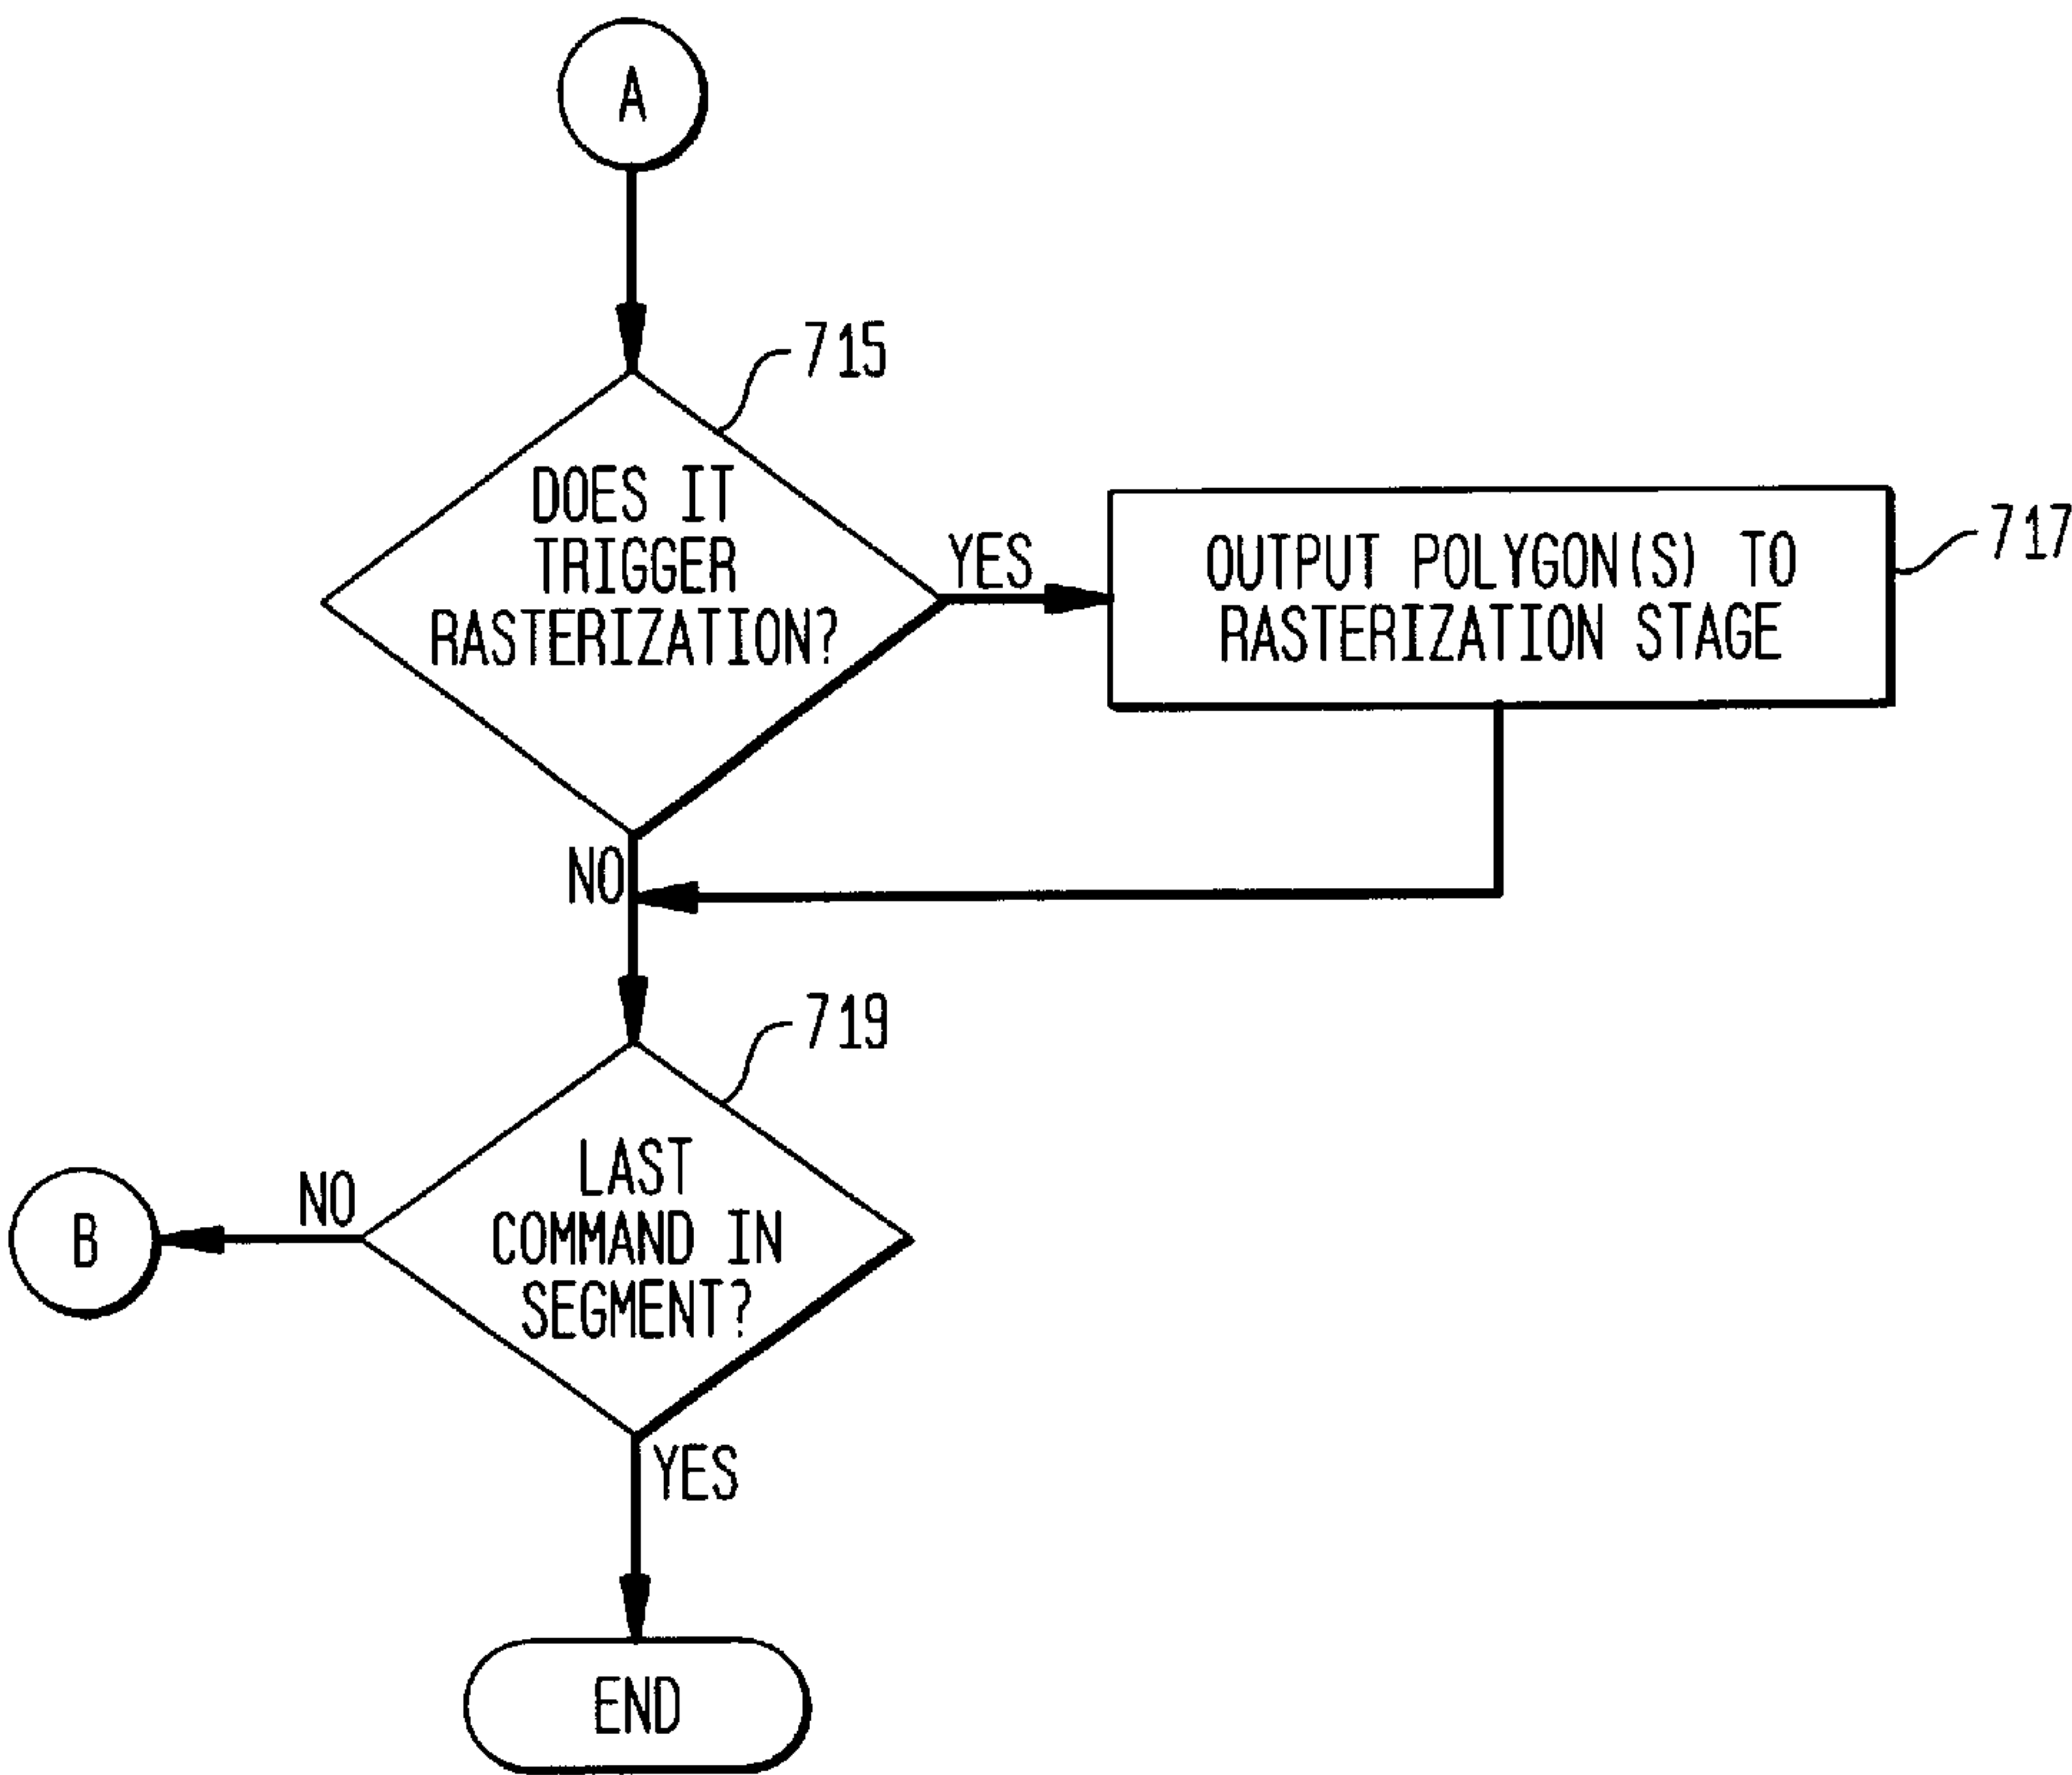 A
715
DOES IT
TRIGGER
RASTERIZATION?
YES
OUTPUT POLYGON(S) TO
RASTERIZATION STAGE
717
NO
719
LAST
COMMAND IN
SEGMENT?
NO
B
YES
END